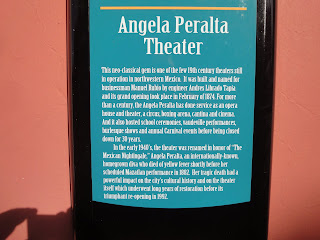 Angela Peralta
Theater
This neo-classical gem is one of the few 19th century theaters still
in operation in northwestern Mexico. It was built and named for
businessman Manuel Rubio by engineer Andres Librado Tapia
and its grand opening took place in February of 1874. For more
than a century, the Angela Peralta has done service as an opera
house and theater, a circus, boxing arena, cantina and cinema.
And it also hosted school ceremonies, vaudeville performances,
burlesque shows and annual Carnival events before being closed
down for 30 years.
In the early 1940's, the theater was renamed in honor of "The
Mexican Nightingale," Angela Peralta, an internationally-known,
homegrown diva who died of yellow fever shortly before her
scheduled Mazatlan performance in 1882. Her tragic death had a
powerful impact on the city's cultural history and on the theater
itself which underwent long years of restoration before its
triumphant re-opening in 1992.